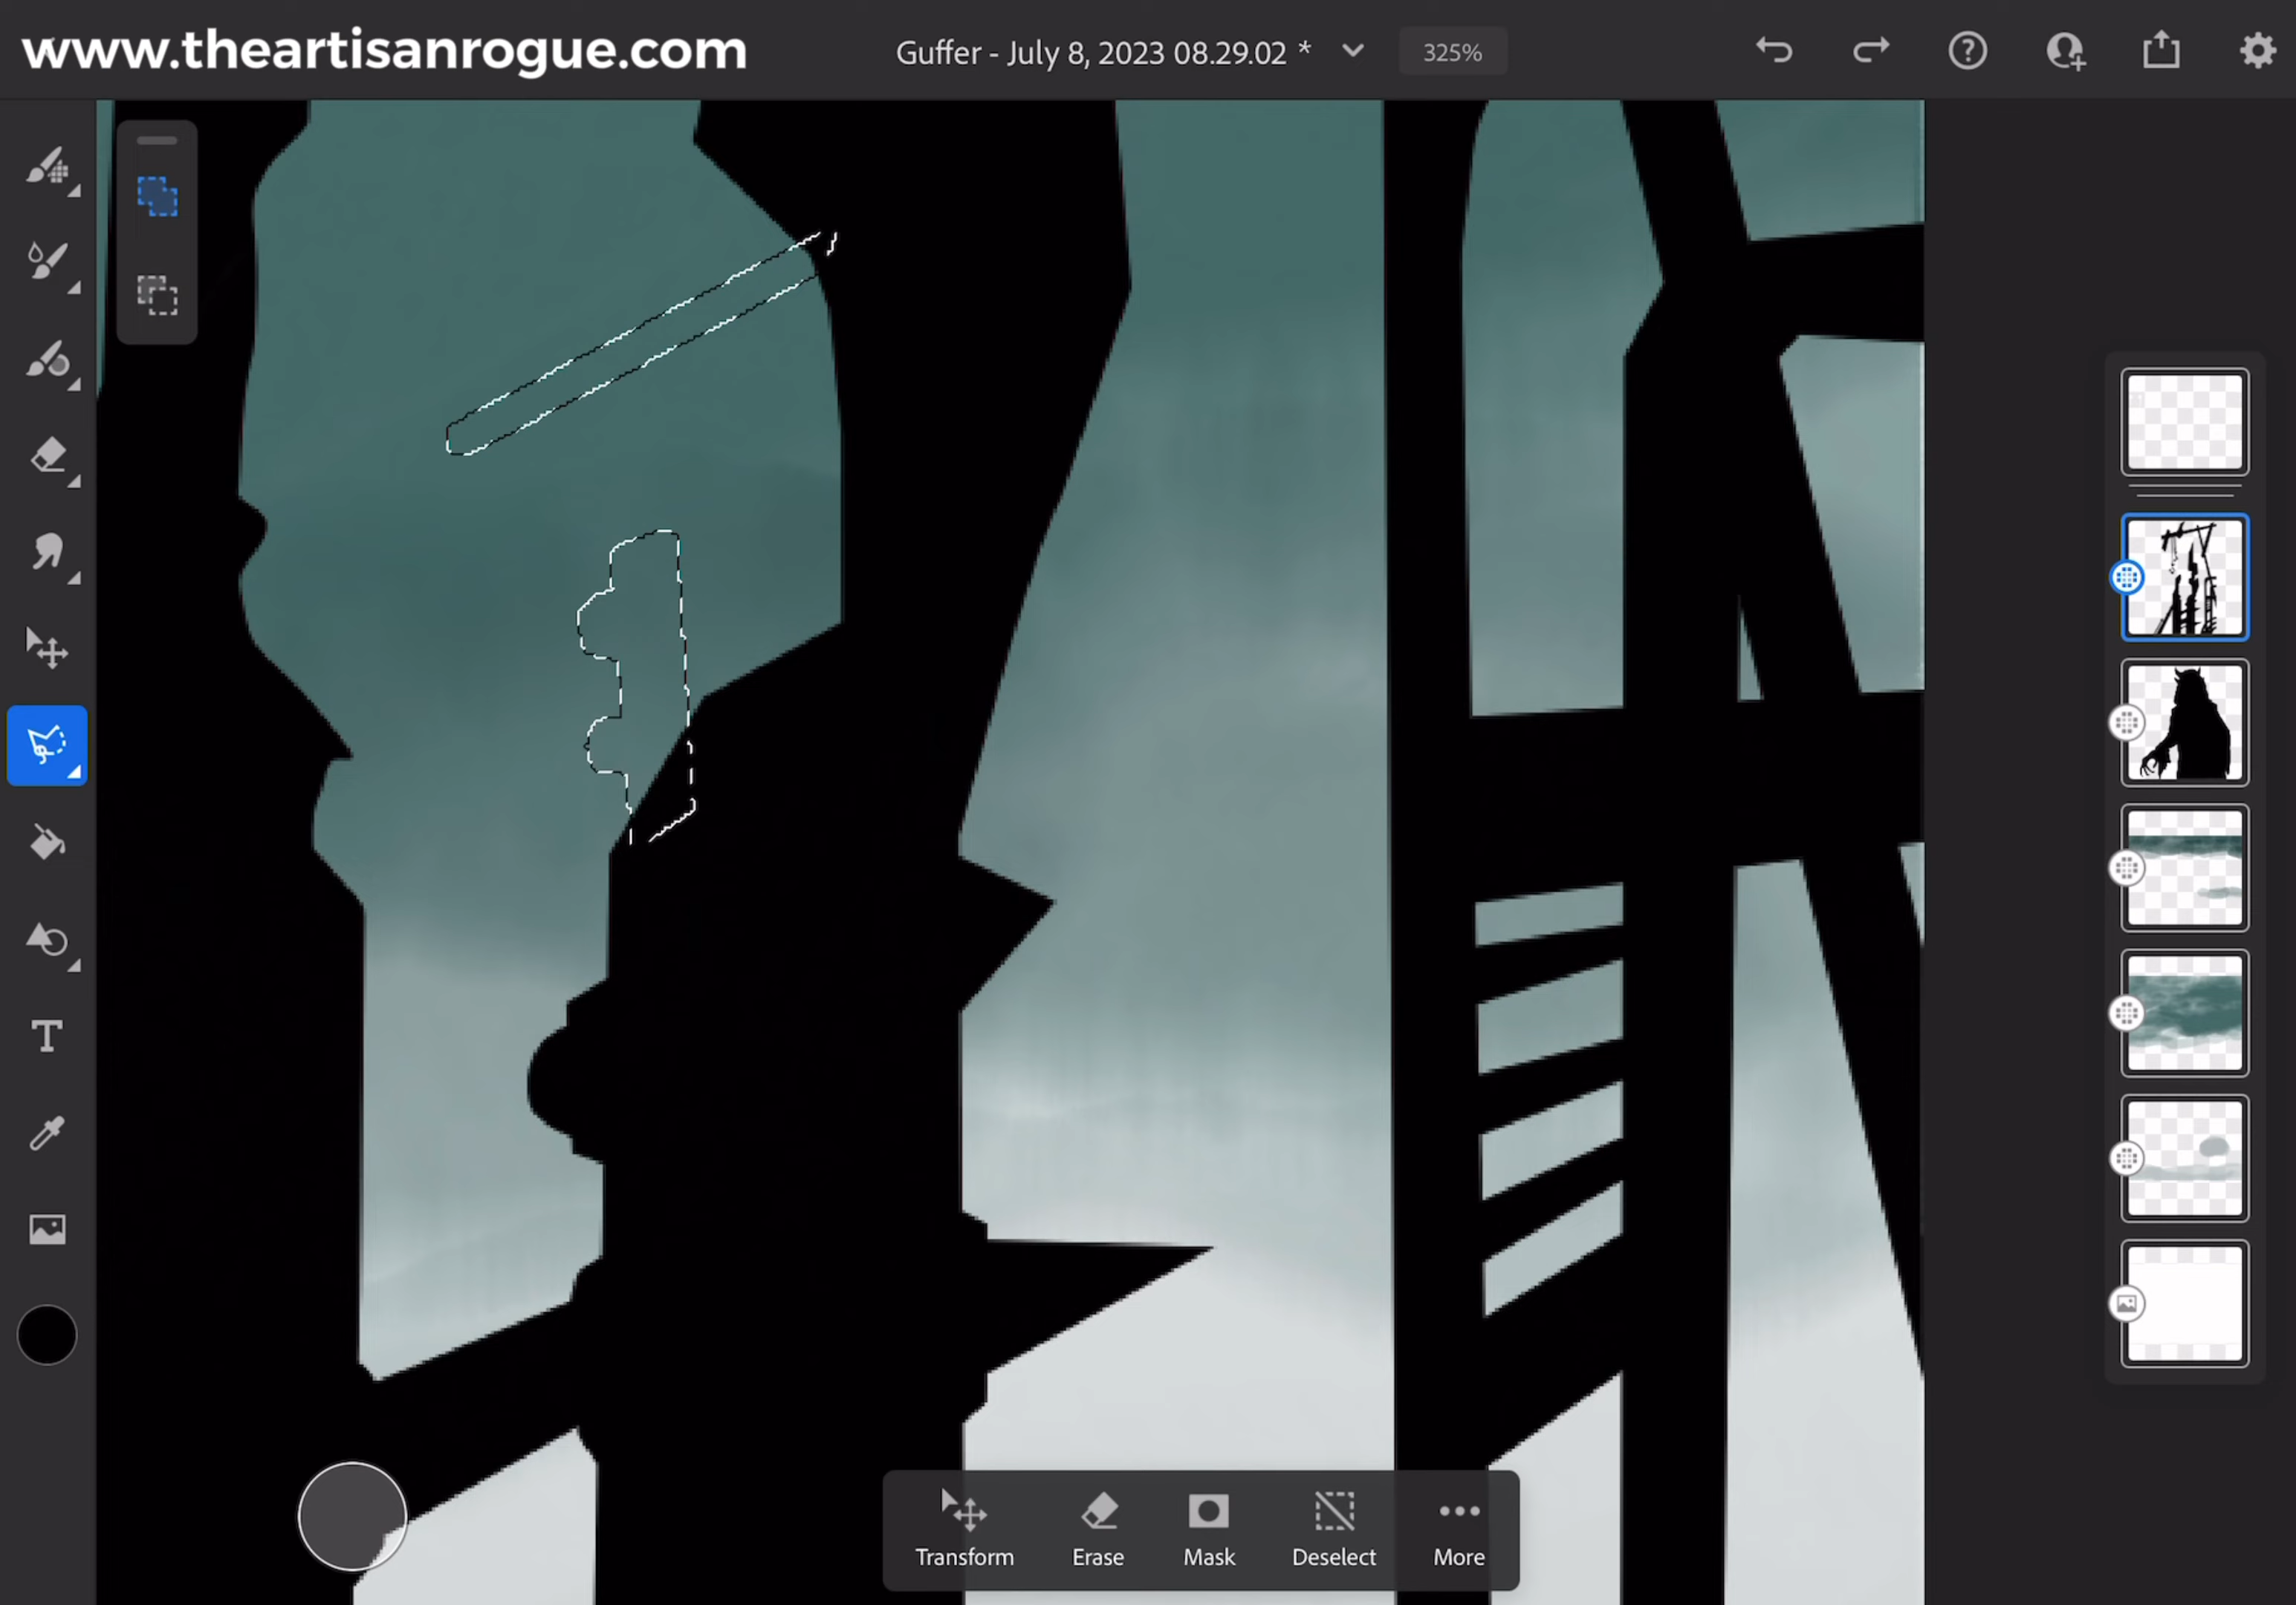 www.theartisanrogue.com
Guffer - July 8, 2023 08.29.02 *
325%
T
Transform
Erase
Mask
Deselect
More